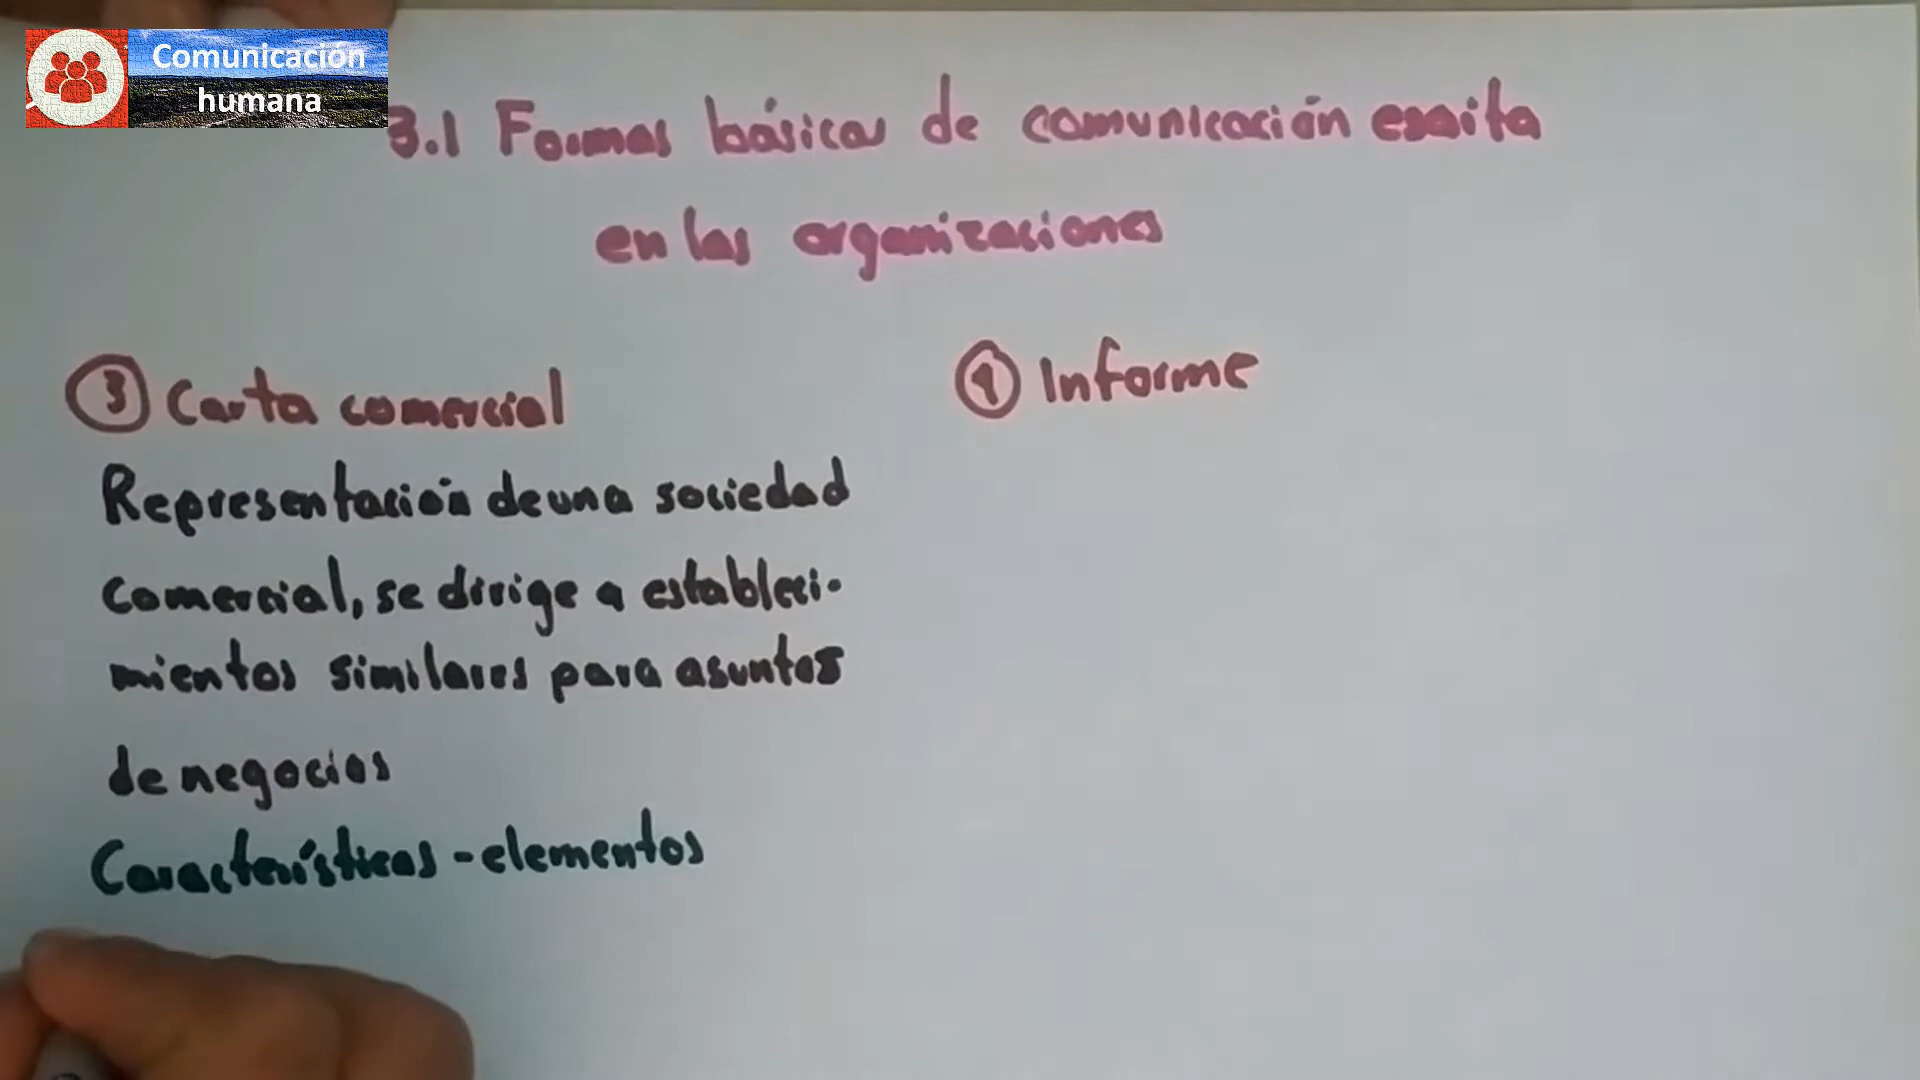 Comunicación
humana
3.1 Formas básicas de comunicación escrita
en las organizaciones
③ Carta comercial
Representación de una sociedad
comercial, se dirige a estableci-
mientos similares para asuntos
de negocios
Características - elementos
④ Informe